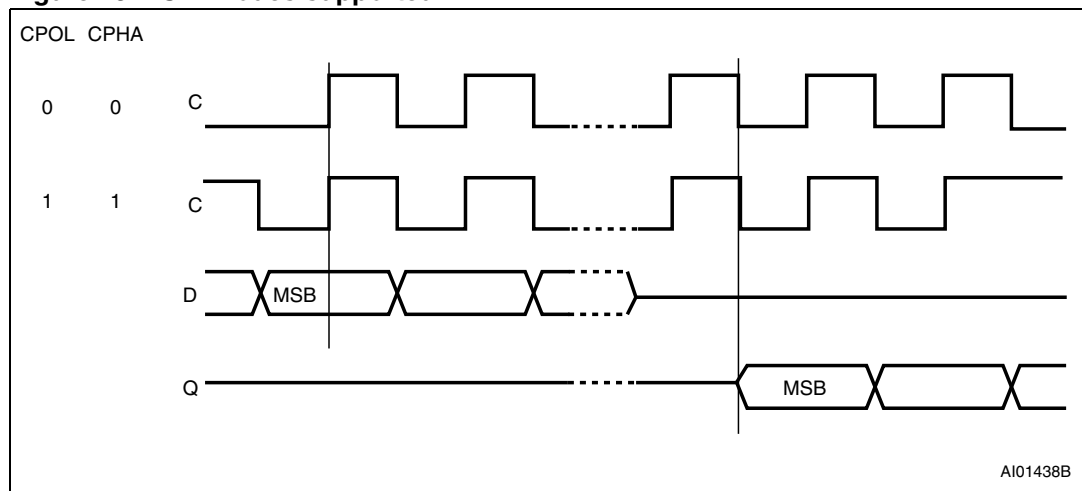 CPOL CPHA
0 0 C
1 1 C
D MSB
Q MSB
AI01438B